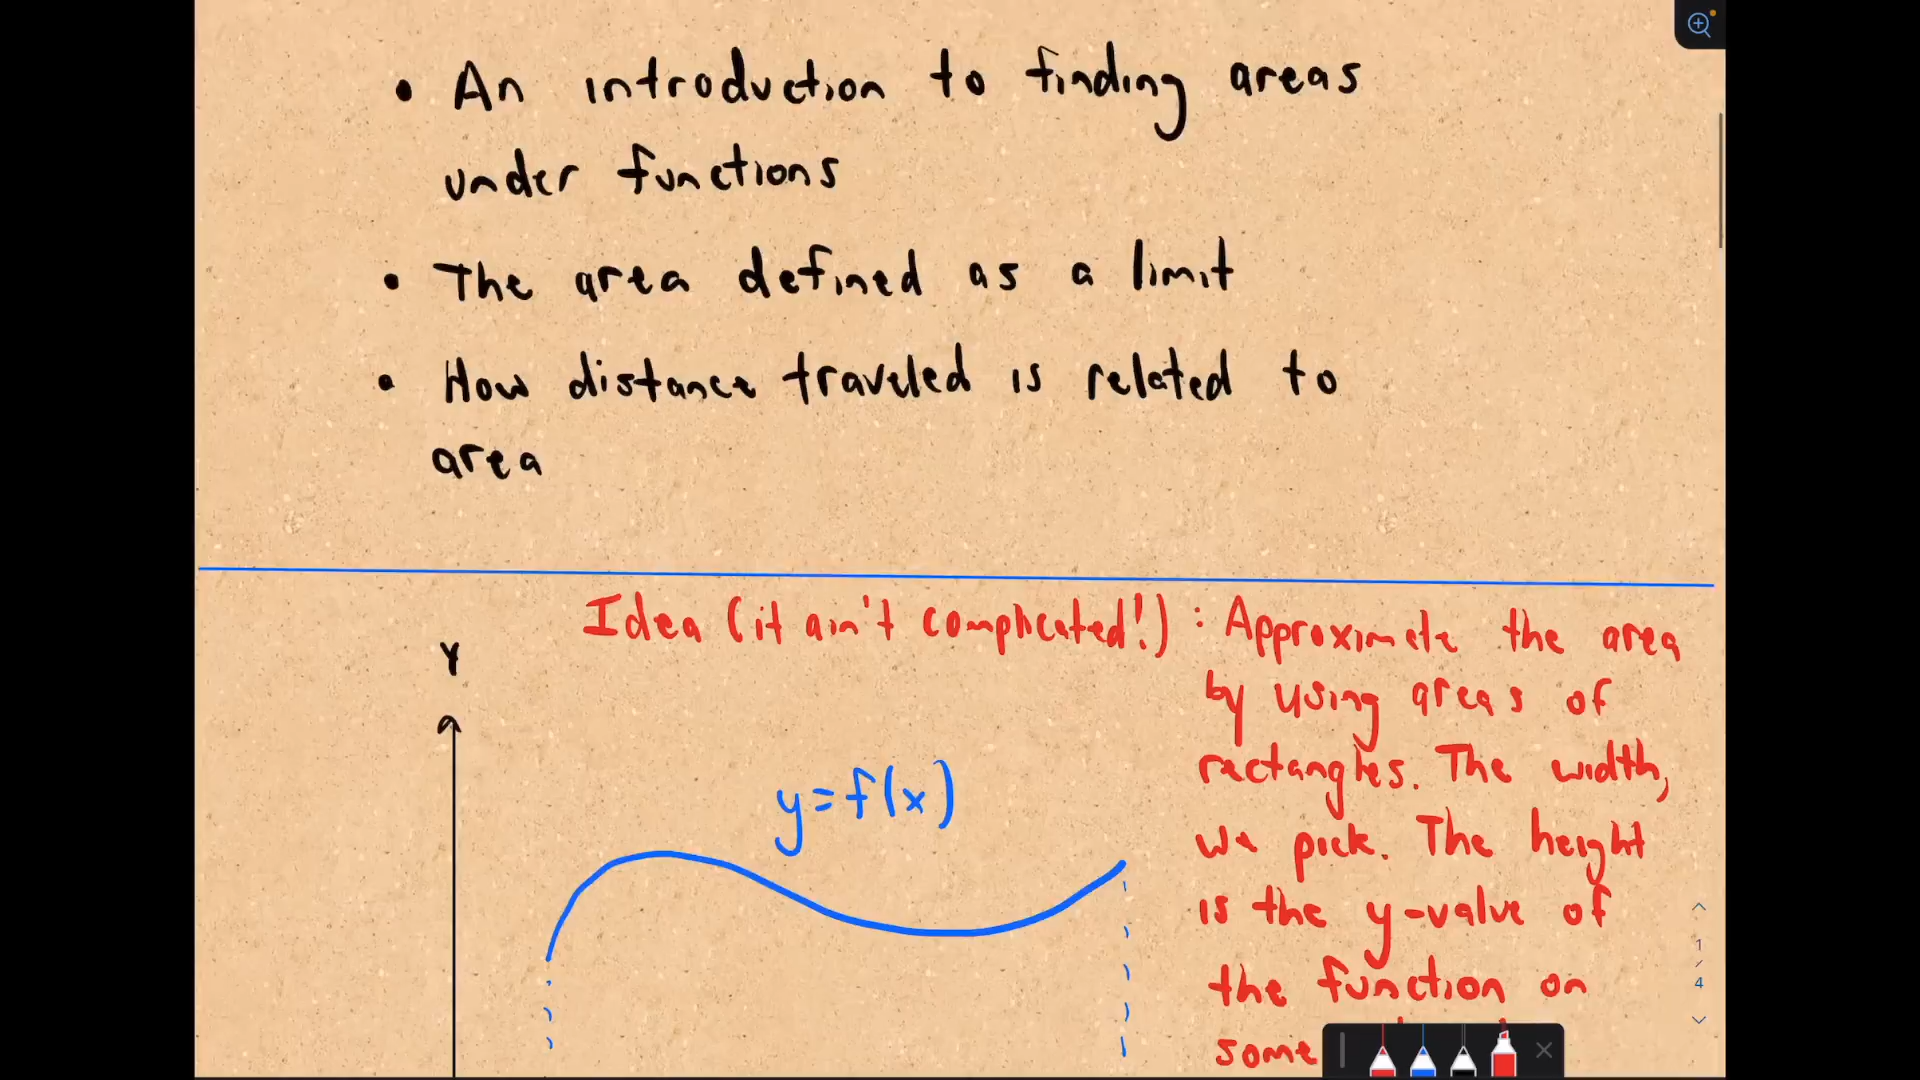 • An introduction to finding areas
under functions
• The area defined as a limit
• How distance traveled is related to
area
Idea (it ain't complicated!): Approximate the area
by using areas of
rectangles. The width,
we pick. The height
is the y-value of
the function on
some
Y
y=f(x)
1
/
4